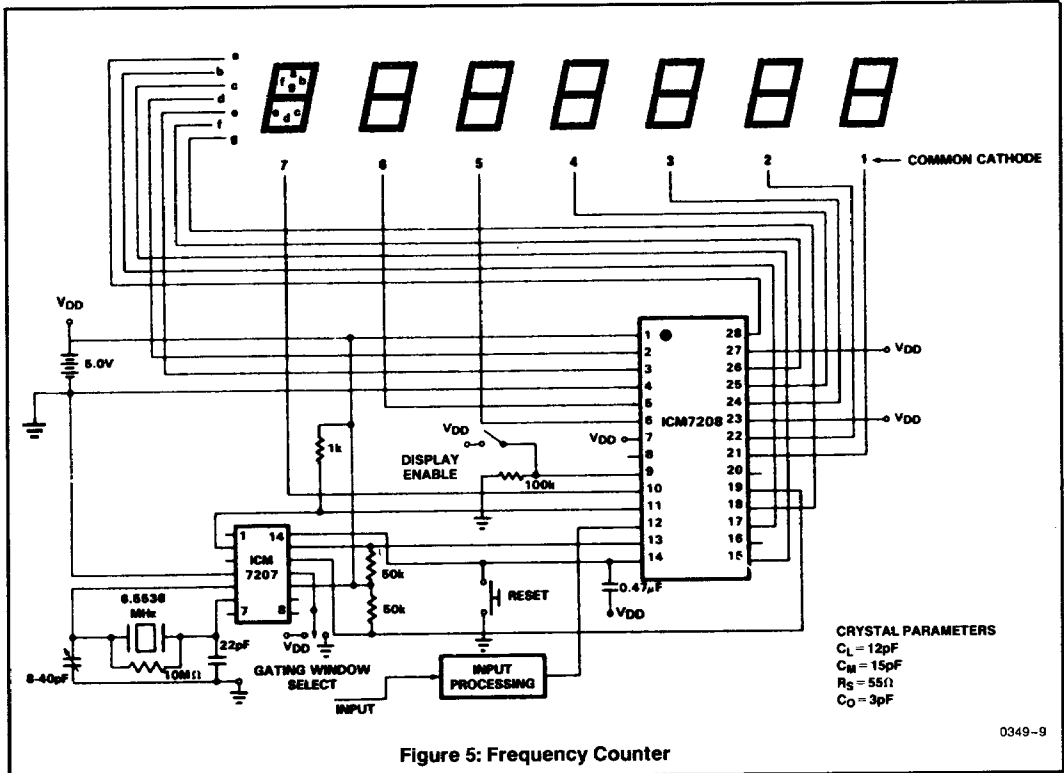 a
b
c
d
e
f
g
a
f b
g
e c
d
7 6 5 4 3 2 1 COMMON CATHODE
VDD
5.0V
1 28
2 27 VDD
3 26
4 25
5 24
6 ICM7208 23 VDD
VDD 7 22
8 21
9 20
10 19
11 18
12 17
13 16
14 15
VDD
DISPLAY
ENABLE
100k
1k
1 14
ICM
7207
7 8
50k
50k
RESET
0.47μF
VDD
6.5536
MHz
22pF
10MΩ
8-40pF
VDD
GATING WINDOW
SELECT
INPUT
PROCESSING
INPUT
CRYSTAL PARAMETERS
CL = 12pF
CM = 15pF
RS = 55Ω
CO = 3pF
0349-9
Figure 5: Frequency Counter